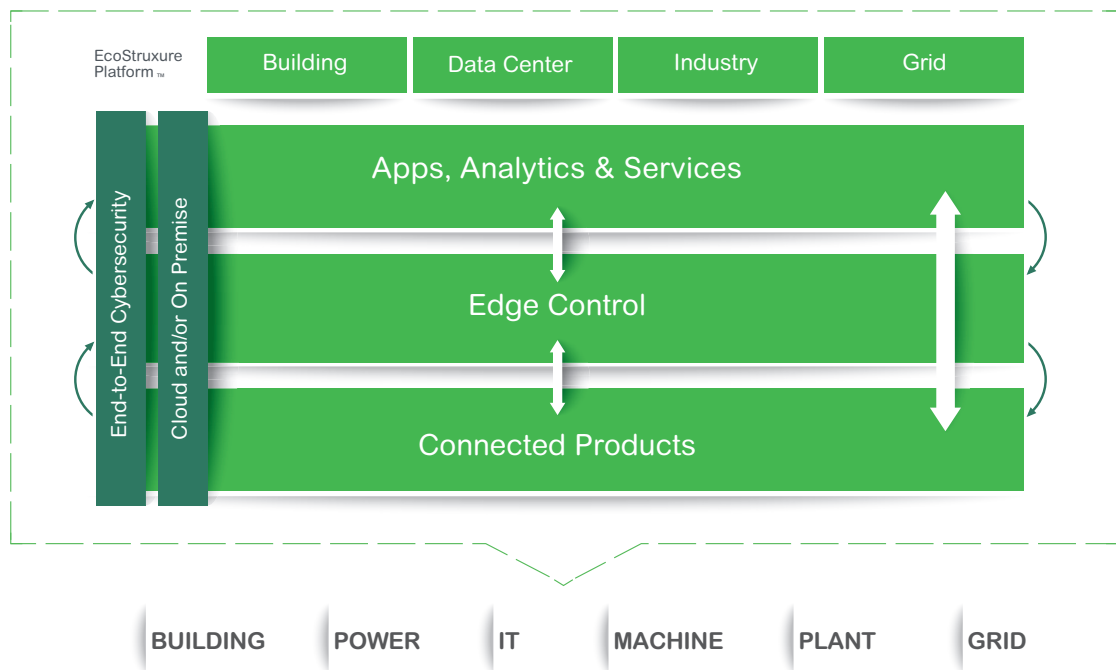 EcoStruxure
Platform ™
Building
Data Center
Industry
Grid
End-to-End Cybersecurity
Cloud and/or On Premise
Apps, Analytics & Services
Edge Control
Connected Products
BUILDING
POWER
IT
MACHINE
PLANT
GRID